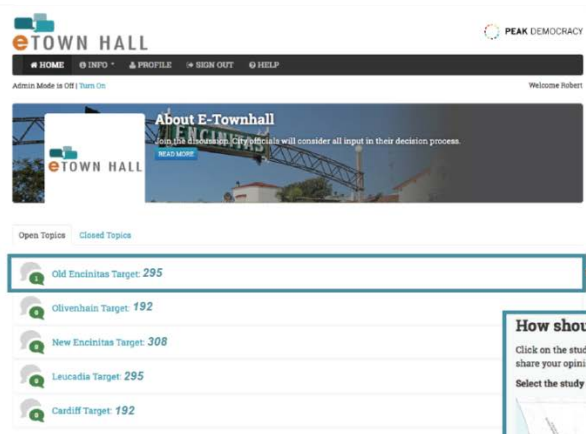 eTOWN HALL
PEAK DEMOCRACY
HOME INFO PROFILE SIGN OUT HELP
Admin Mode is Off | Turn On
Welcome Robert
About E-Townhall
ENCINITAS
Join the discussion. City officials will consider all input in their decision process.
READ MORE
eTOWN HALL
Open Topics Closed Topics
1 Old Encinitas Target: 295
Olivenhain Target: 192
New Encinitas Target: 308
Leucadia Target: 295
Cardiff Target: 192
How shou
Click on the stud
share your opini
Select the study